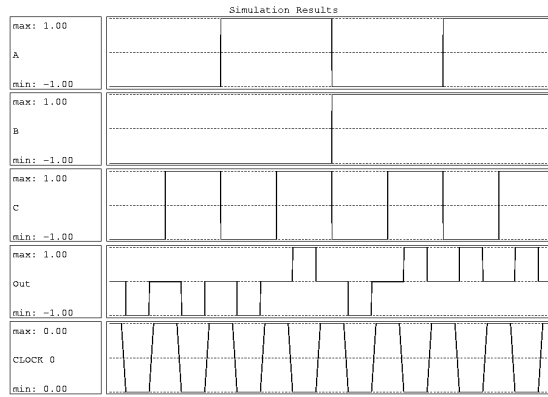 Simulation Results
max: 1.00
A
min: -1.00
max: 1.00
B
min: -1.00
max: 1.00
C
min: -1.00
max: 1.00
Out
min: -1.00
max: 0.00
CLOCK 0
min: 0.00